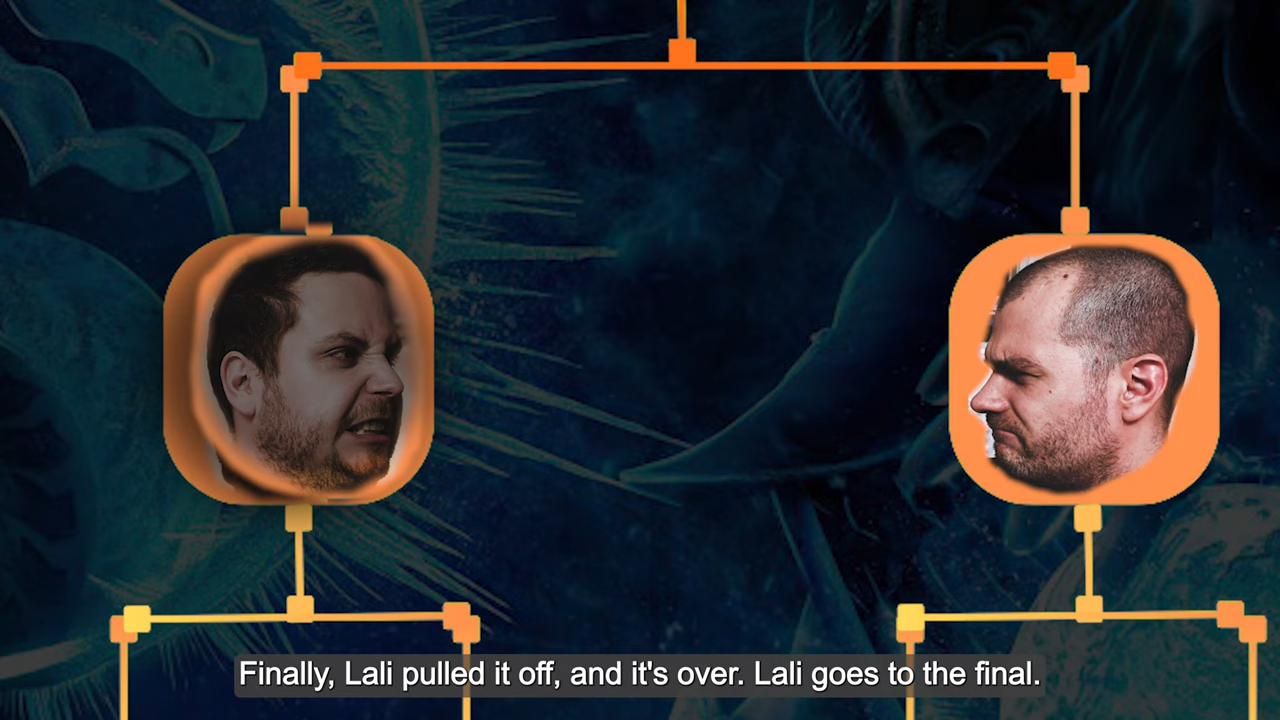 Finally, Lali pulled it off, and it's over. Lali goes to the final.